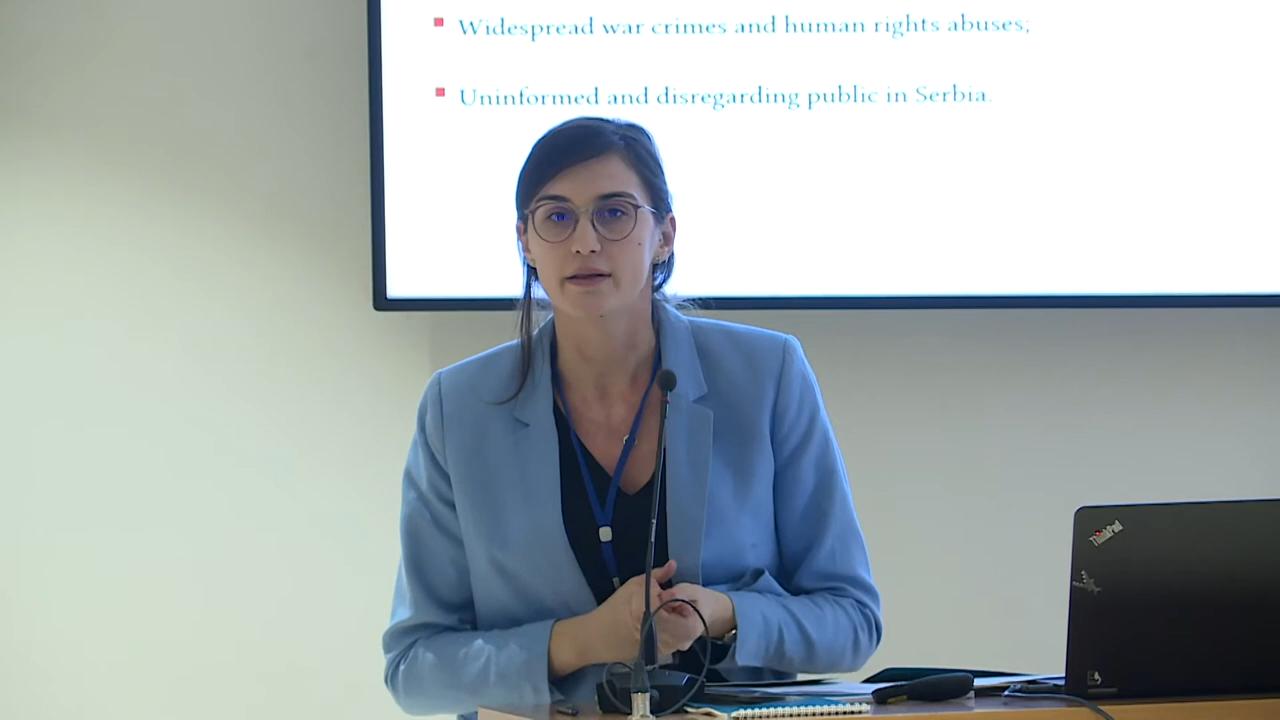 Widespread war crimes and human rights abuses;
Uninformed and disregarding public in Serbia.
ThinkPad